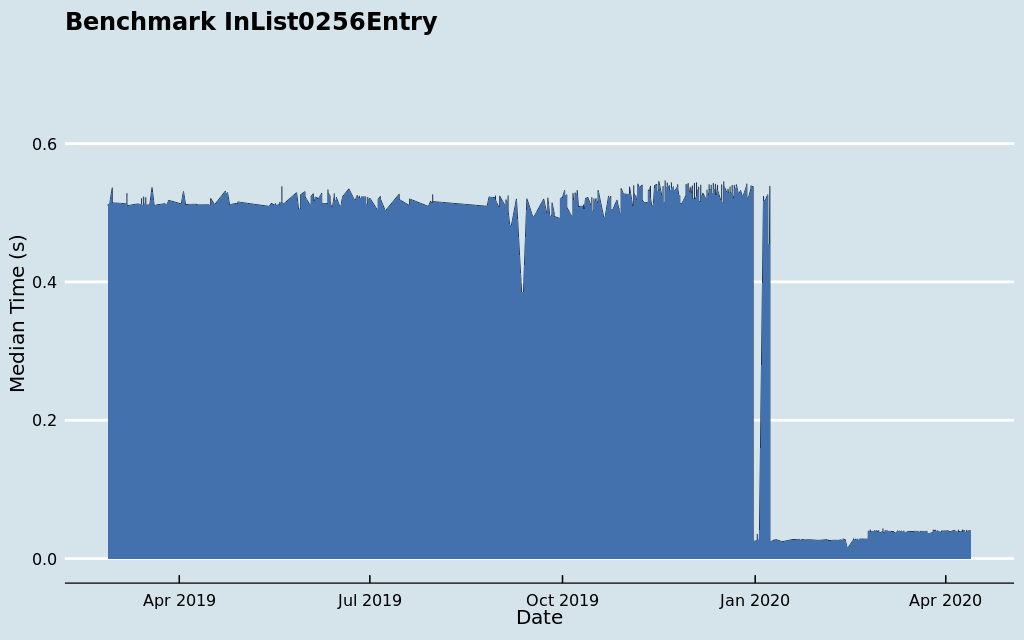 Benchmark InList0256Entry
Median Time (s)
0.6
0.4
0.2
0.0
Apr 2019
Jul 2019
Oct 2019
Jan 2020
Apr 2020
Date